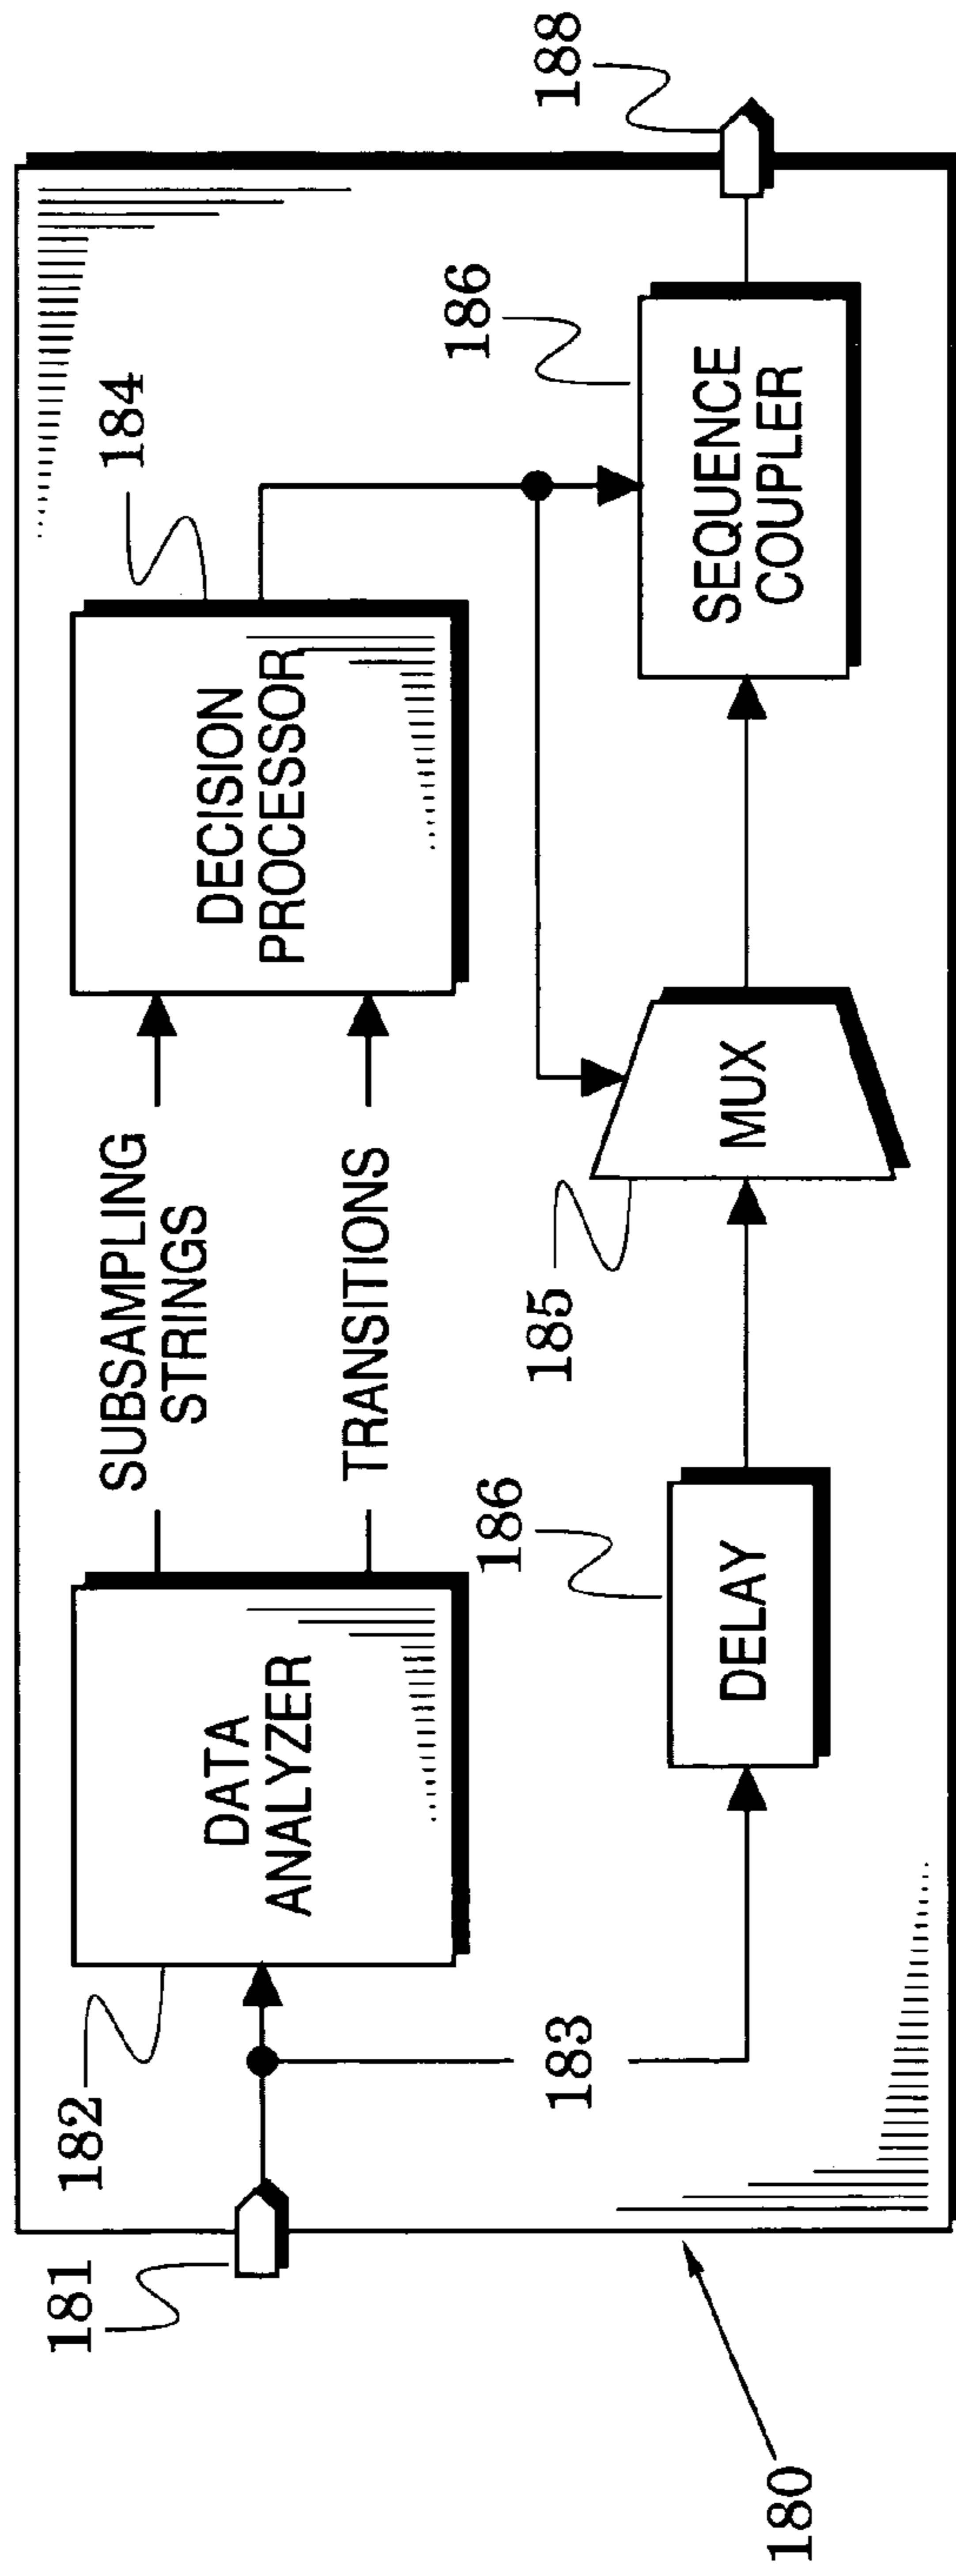 181
182
DATA
ANALYZER
SUBSAMPLING
STRINGS
TRANSITIONS
184
DECISION
PROCESSOR
183
186
DELAY
185
MUX
186
SEQUENCE
COUPLER
188
180